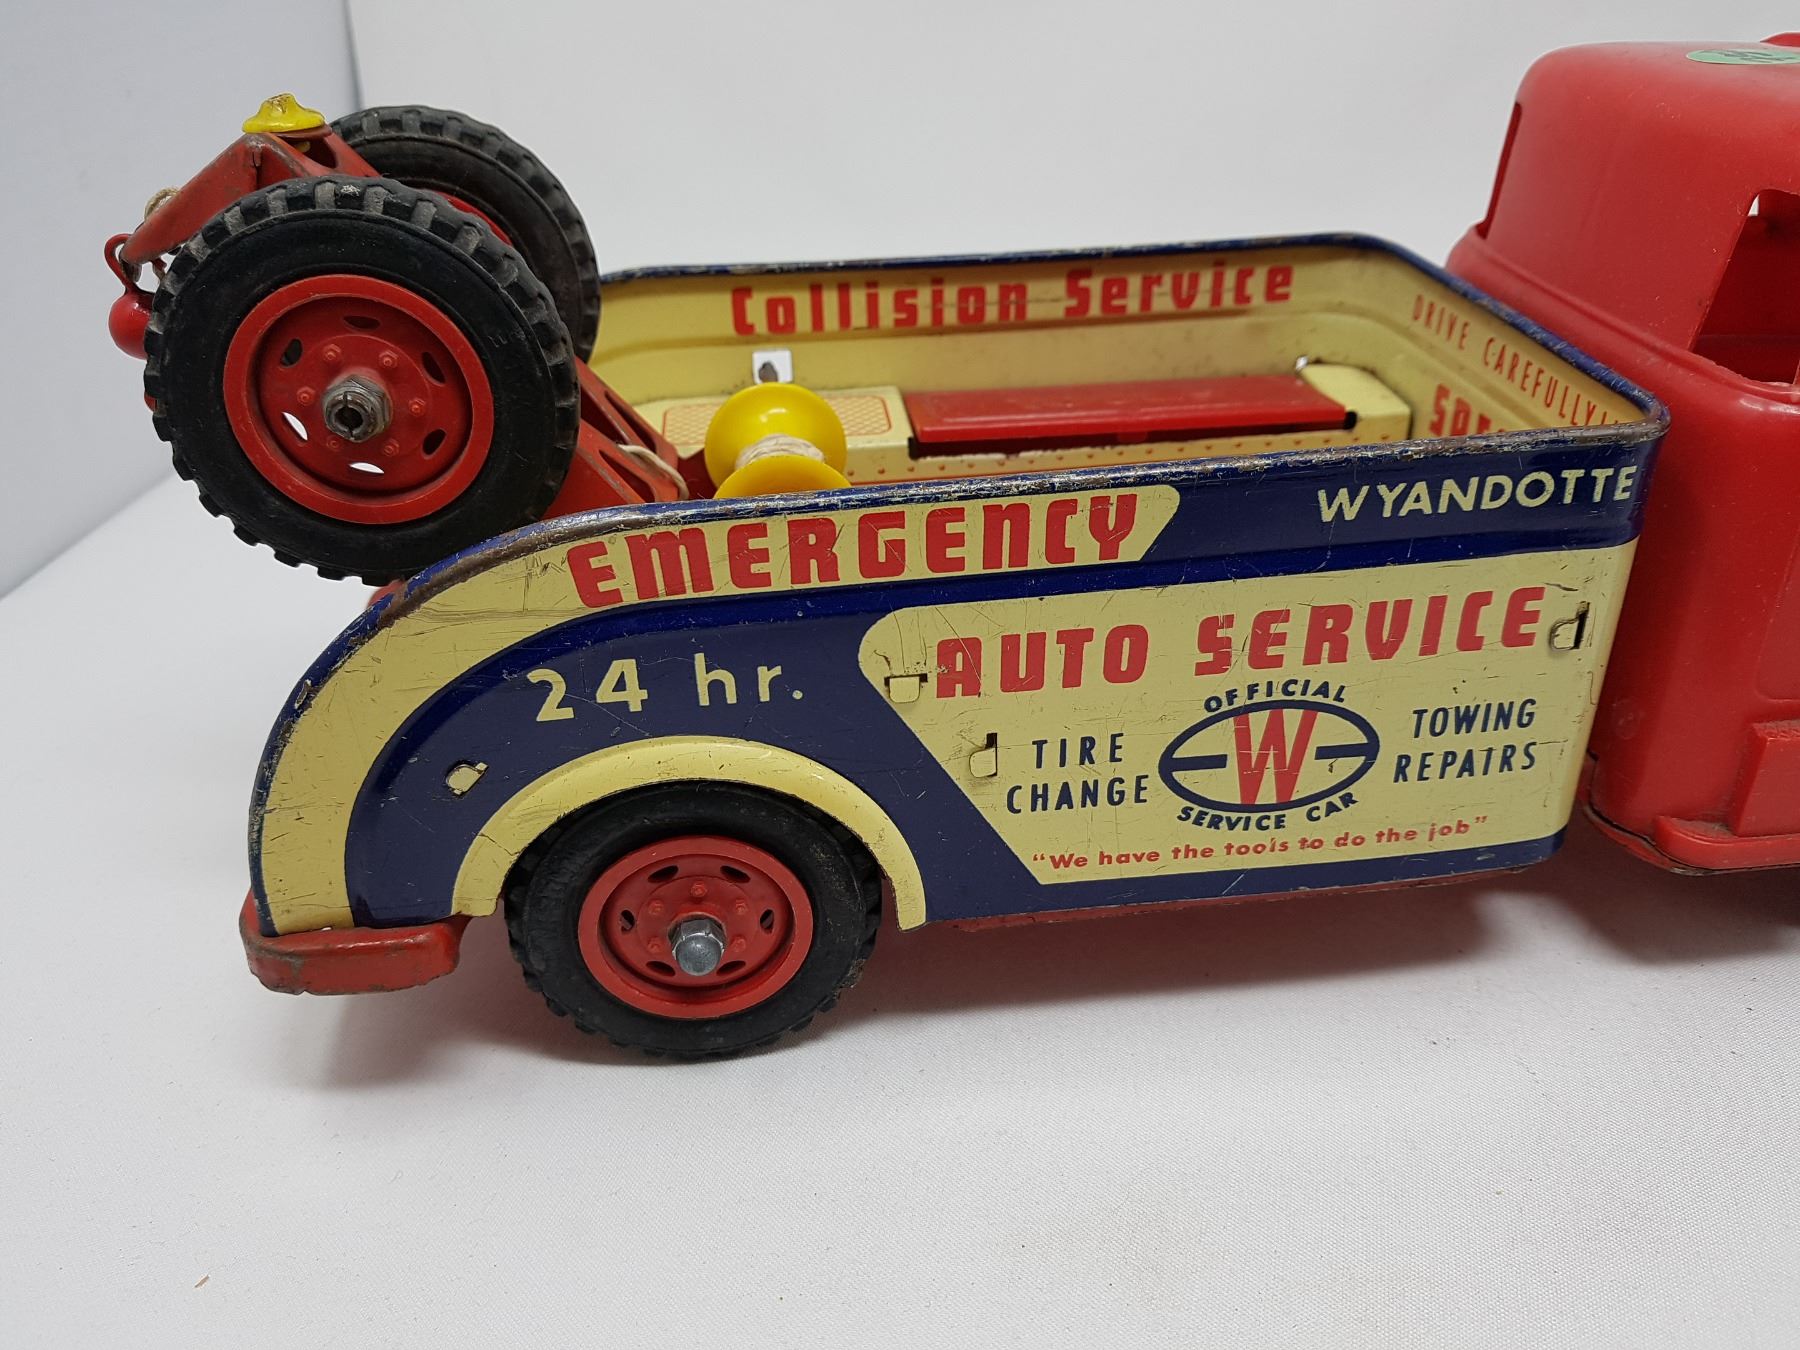 Collision Service
DRIVE CAREFULLY
EMERGENCY
WYANDOTTE
24 hr.
AUTO SERVICE
TIRE
CHANGE
OFFICIAL
W
SERVICE CAR
TOWING
REPAIRS
"We have the tools to do the job"